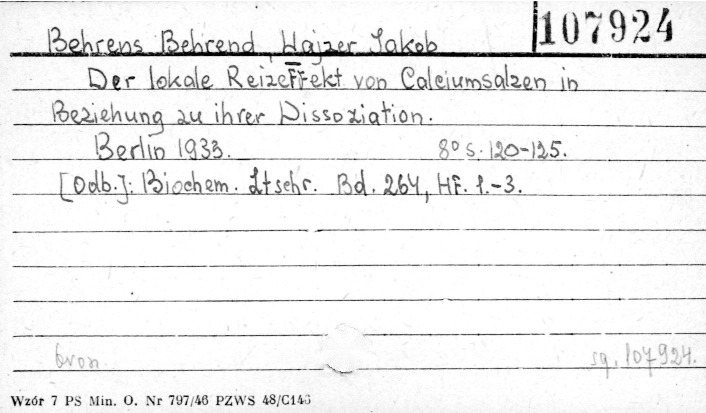 107924
Behrens Behrend, Hajzer Jakob
Der lokale Reizeffekt von Calciumsalzen in
Beziehung zu ihrer Dissoziation.
Berlin 1933. 8° s. 120-125.
[Odb.]: Biochem. Ztschr. Bd. 264, Hf. 1.-3.
bron. sg. 107924.
Wzór 7 PS Min. O. Nr 797/46 PZWS 48/C146